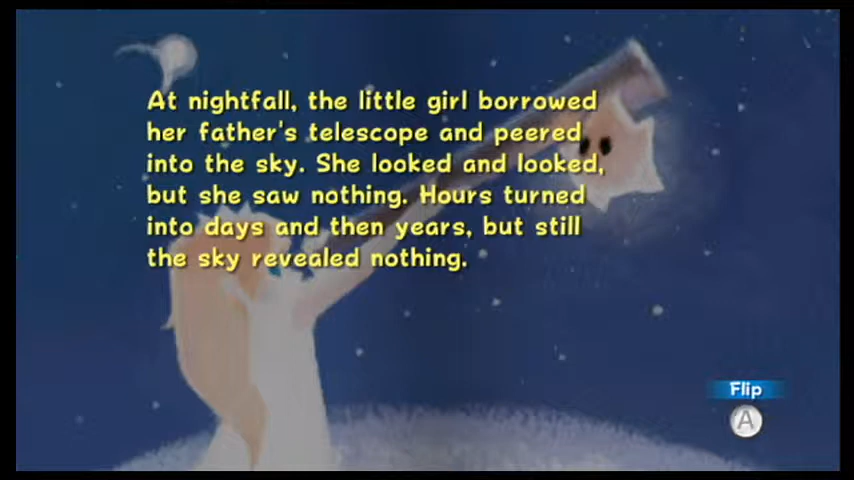 At nightfall, the little girl borrowed
her father's telescope and peered
into the sky. She looked and looked,
but she saw nothing. Hours turned
into days and then years, but still
the sky revealed nothing.
Flip
A